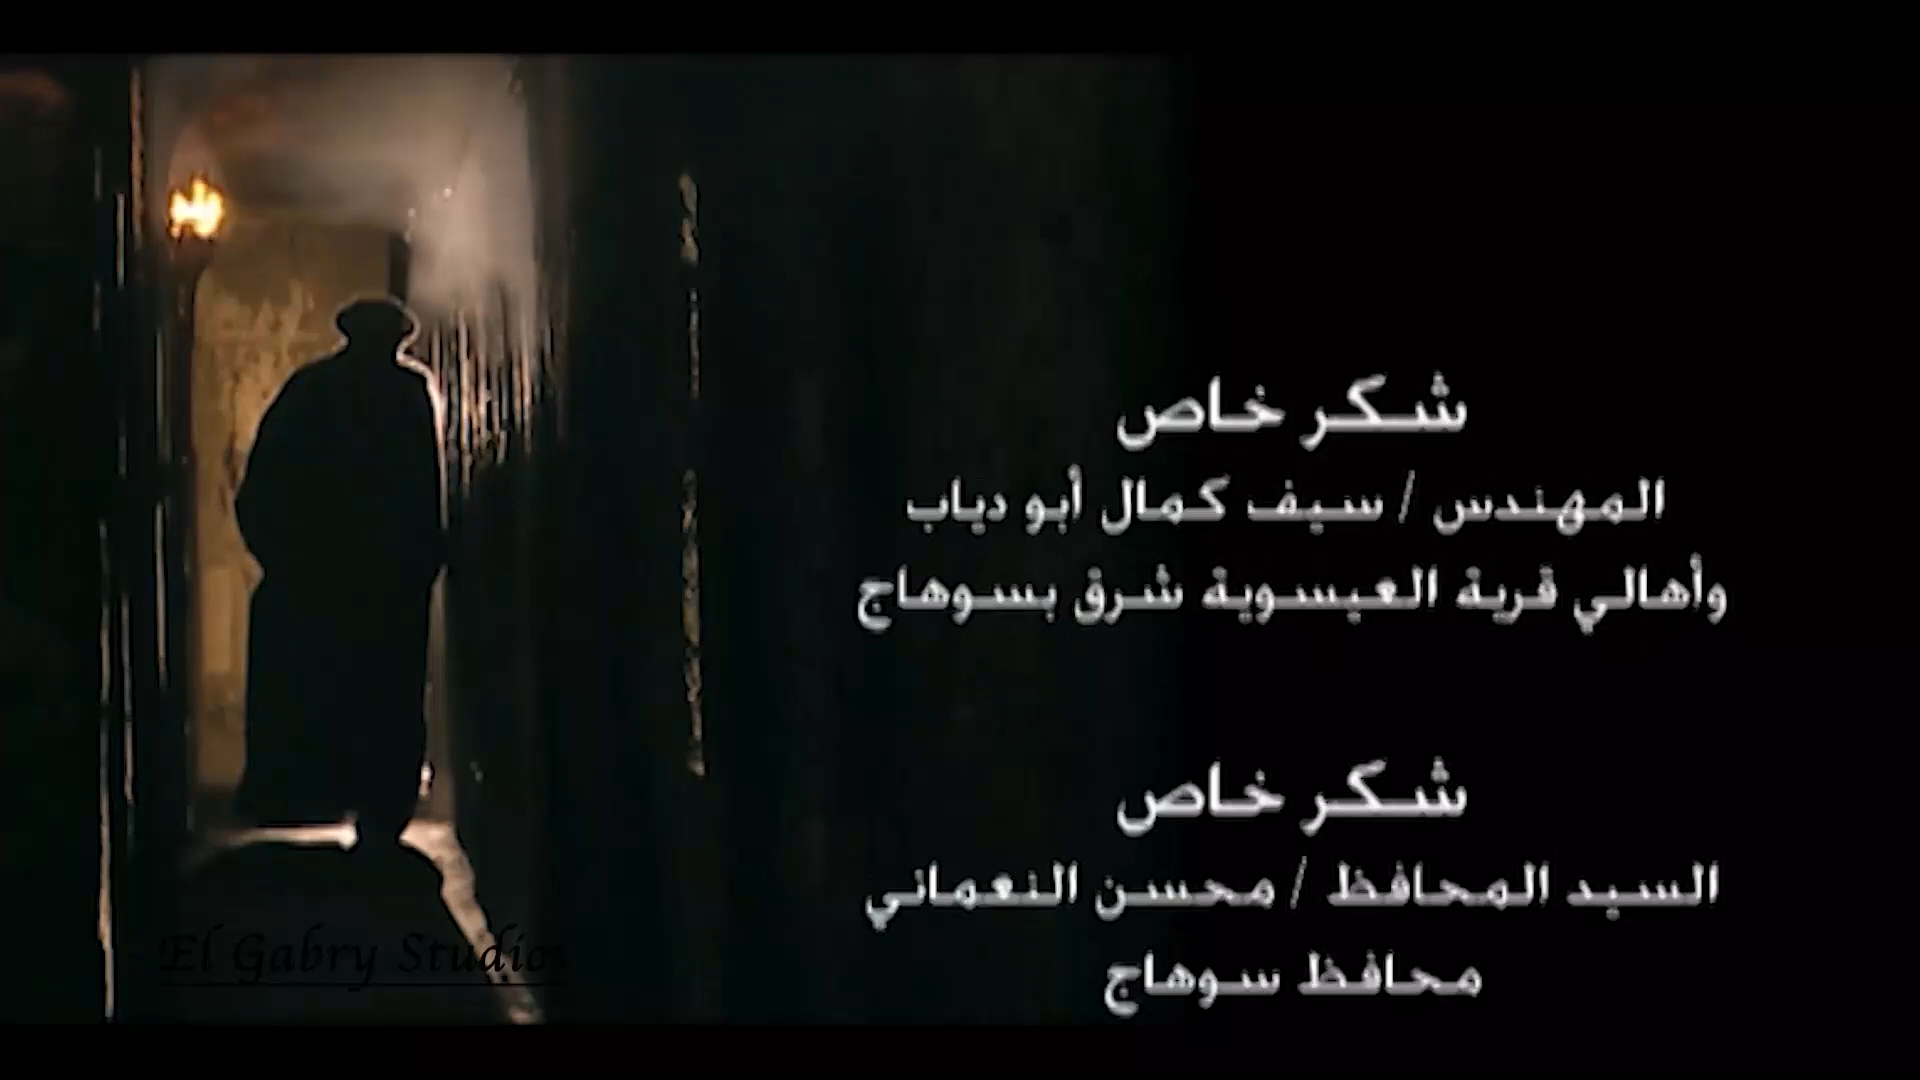 شكر خاص
المهندس / سيف كمال أبو دياب
وأهالي قرية العيسوية شرق بسوهاج
شكر خاص
السيد المحافظ / محسن النعماني
محافظ سوهاج
El Gabry Studios